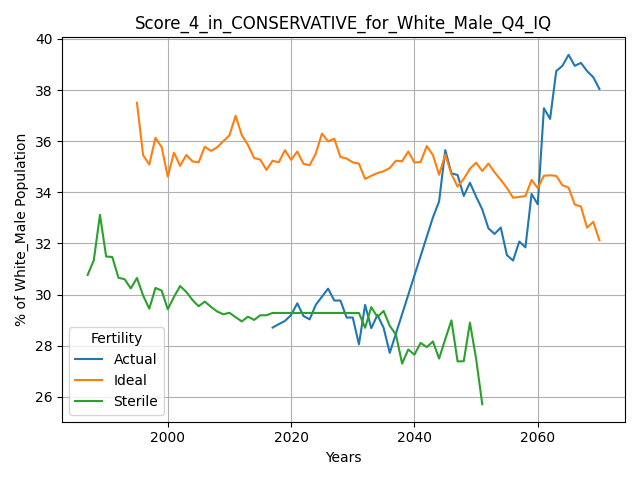 Score_4_in_CONSERVATIVE_for_White_Male_Q4_IQ
% of White_Male Population
40
38
36
34
32
30
28
26
Fertility
Actual
Ideal
Sterile
2000
2020
2040
2060
Years